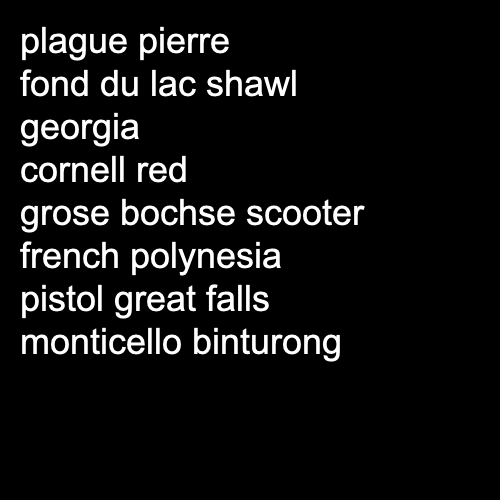 plague pierre
fond du lac shawl
georgia
cornell red
grose bochse scooter
french polynesia
pistol great falls
monticello binturong